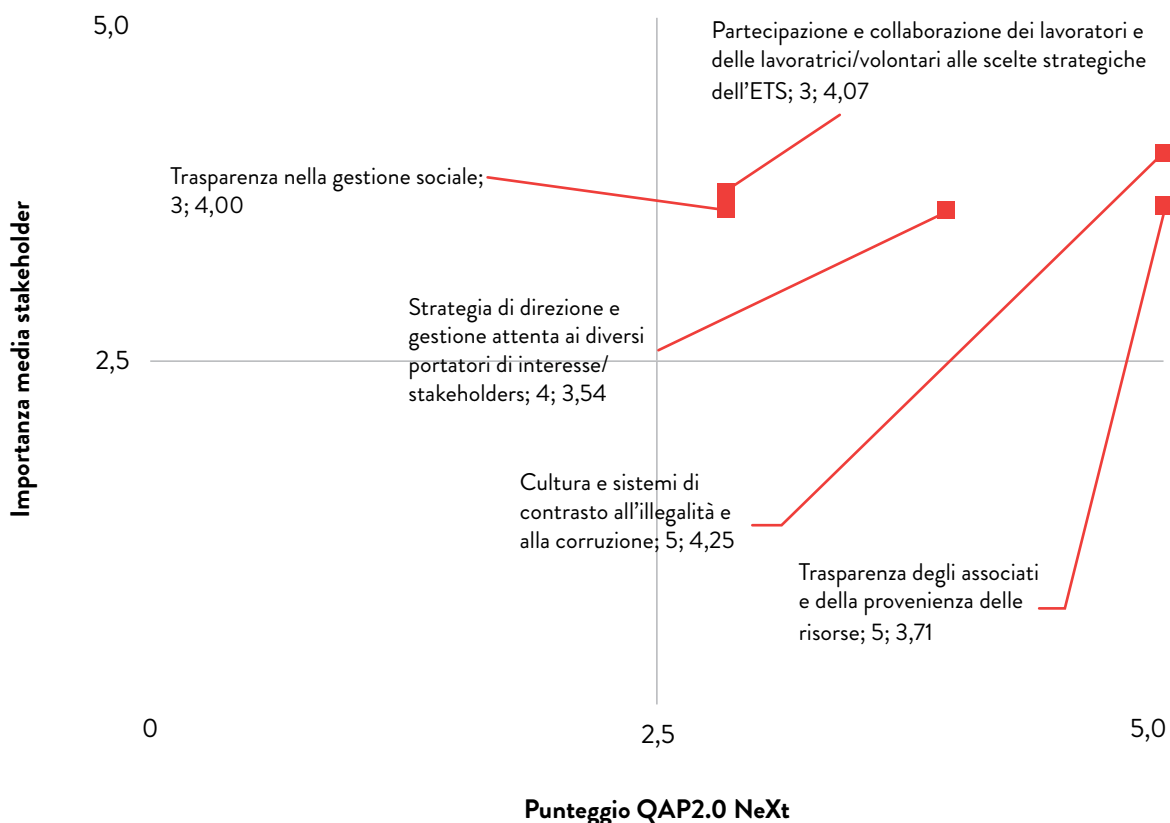 5,0
Partecipazione e collaborazione dei lavoratori e
delle lavoratrici/volontari alle scelte strategiche
dell'ETS; 3; 4,07
Trasparenza nella gestione sociale;
3; 4,00
Importanza media stakeholder
Strategia di direzione e
gestione attenta ai diversi
portatori di interesse/
stakeholders; 4; 3,54
2,5
Cultura e sistemi di
contrasto all'illegalità e
alla corruzione; 5; 4,25
Trasparenza degli associati
e della provenienza delle
risorse; 5; 3,71
0
2,5
5,0
Punteggio QAP2.0 NeXt